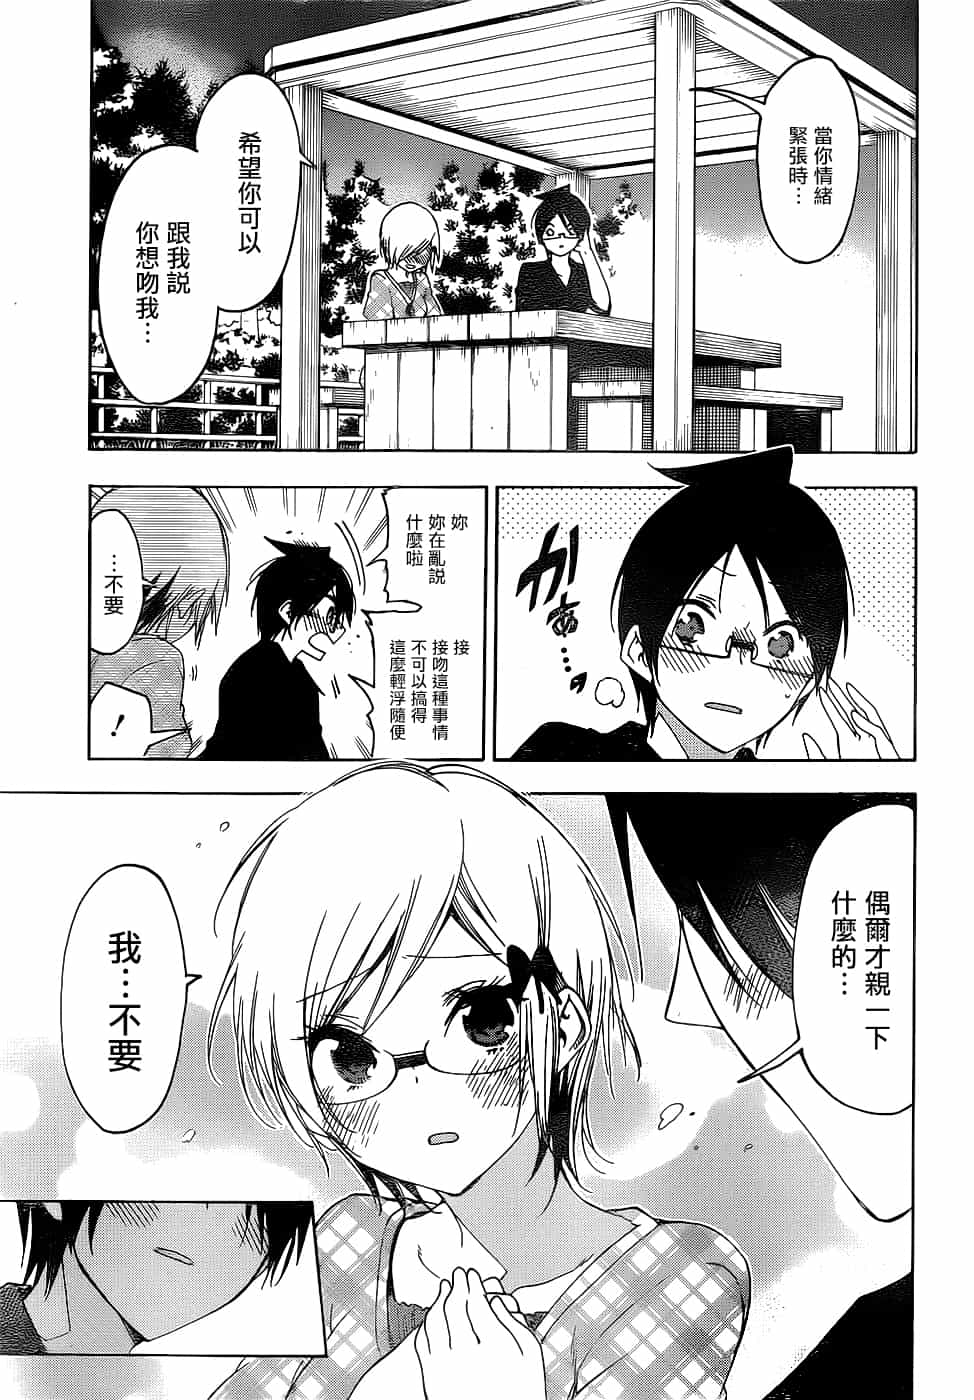 當你情緒
緊張時…
希望你可以
跟我說
你想吻我…
カ!
あぁ……
妳
妳在亂說
什麼啦
接
接吻這種事情
不可以搞得
這麼輕浮隨便
…不要
!
偶爾才親一下
什麼的…
我…不要